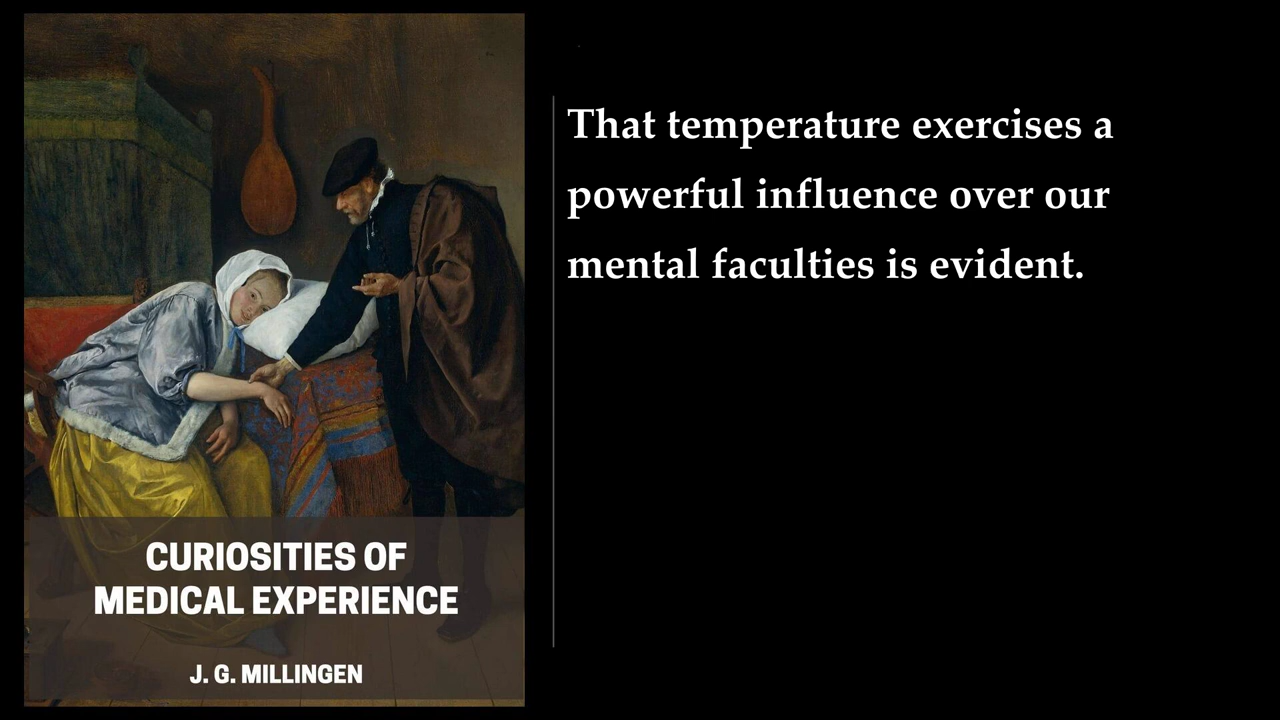 That temperature exercises a
powerful influence over our
mental faculties is evident.
CURIOSITIES OF
MEDICAL EXPERIENCE
J. G. MILLINGEN